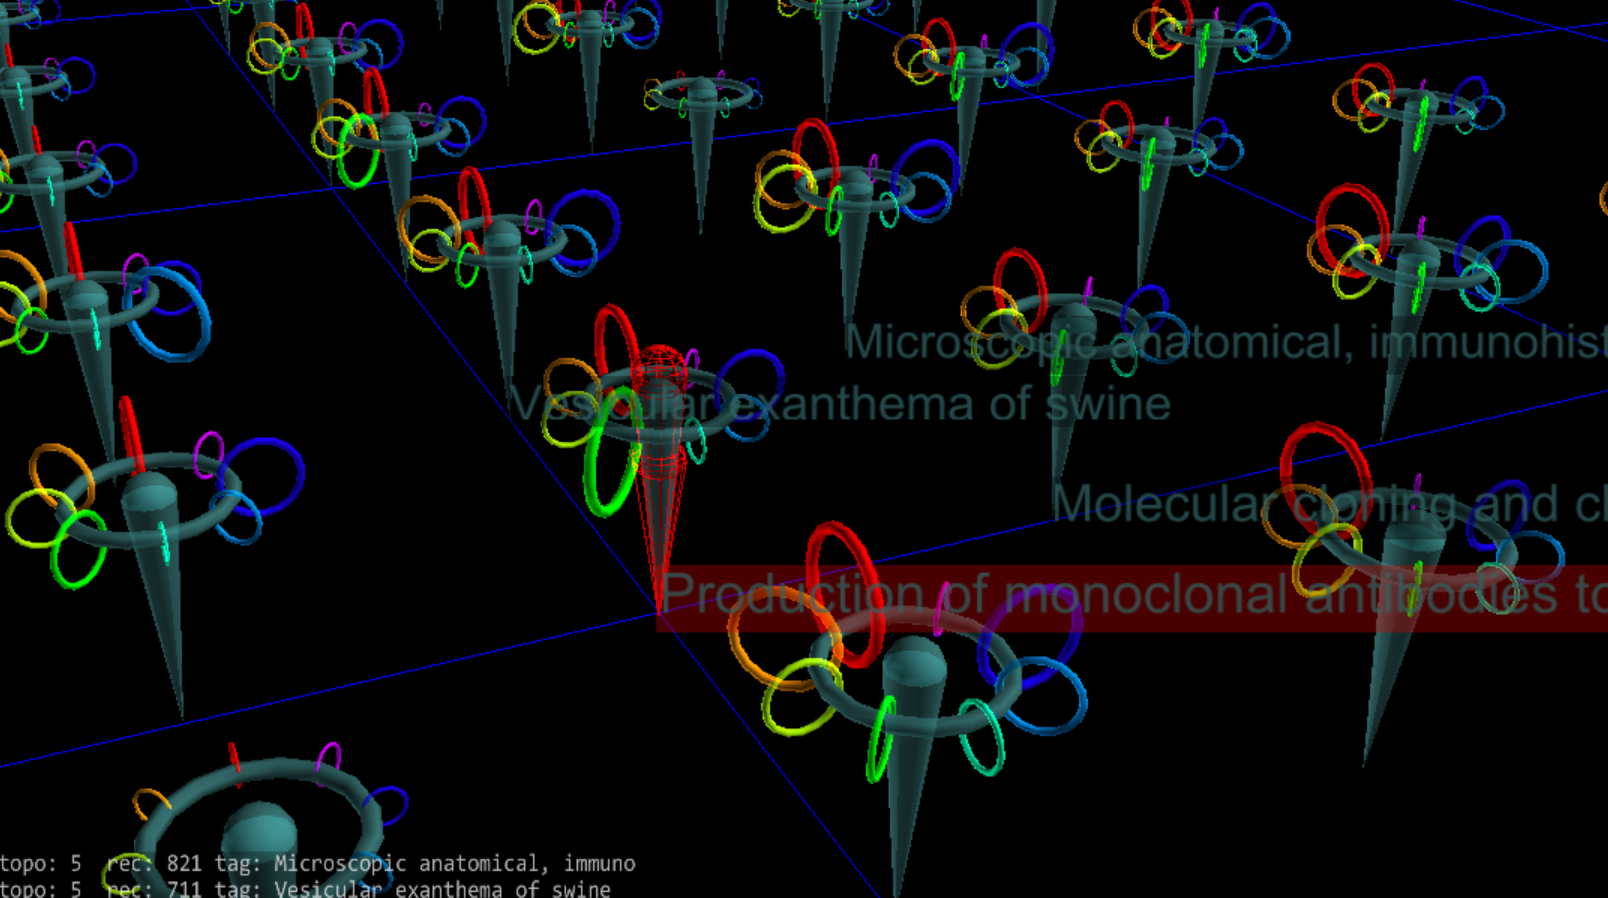 Microscopic anatomical, immunohist
Vesicular exanthema of swine
Molecular cloning and c
Production of monoclonal antibodies to
topo: 5 rec: 821 tag: Microscopic anatomical, immuno
topo: 5 rec: 711 tag: Vesicular exanthema of swine